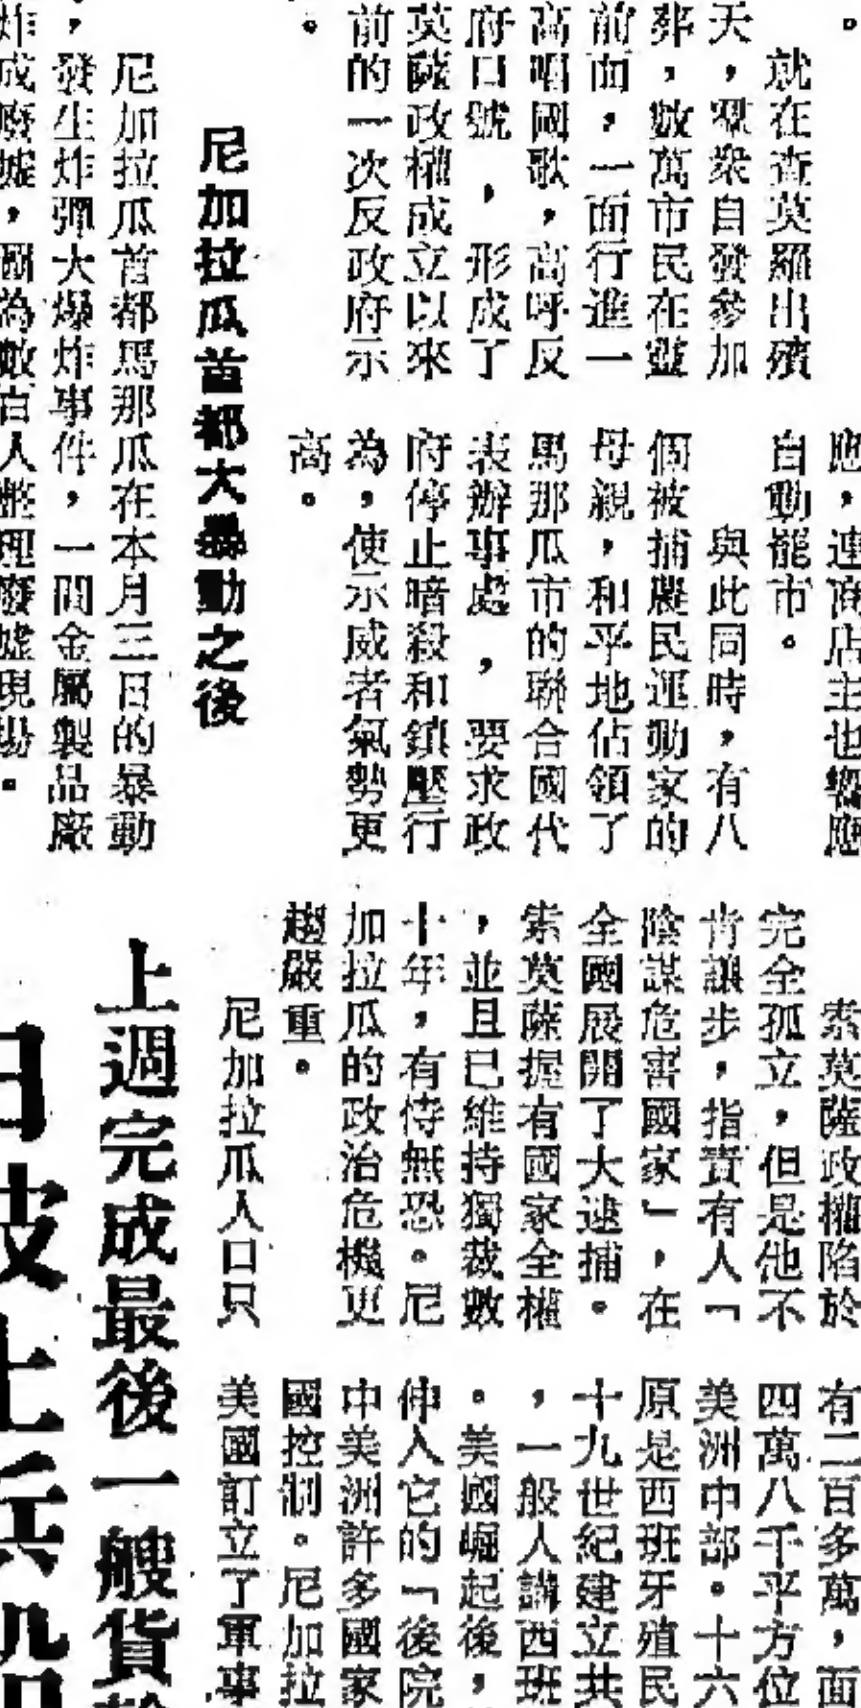 。
就在查英羅出殯
天，羣衆自發參加
葬，數萬市民在靈
前面，一面行進一
高唱國歌，高呼反
府口號，形成了
英薩政權成立以來
前的一次反政府示
。
應，連商店主也響應
自動罷市。
與此同時，有八
個被捕農民運動家的
母親，和平地佔領了
馬那瓜市的聯合國代
表辦事處，要求政
府停止暗殺和鎮壓行
為，使示威者氣勢更
高。
尼加拉瓜首都大暴動之後
尼加拉瓜首都馬那瓜在本月三日的暴動
，發生炸彈大爆炸事件，一間金屬製品廠
炸成廢墟，圖為數百人整理廢墟現場。
索英薩政權陷於
完全孤立，但是他不
肯讓步，指責有人「
陰謀危害國家」，在
全國展開了大逮捕。
索英薩握有國家全權
，並且已維持獨裁數
十年，有恃無恐。尼
加拉瓜的政治危機更
趨嚴重。
尼加拉瓜人口只
有二百多萬，面
四萬八千平方位
美洲中部。十六
原是西班牙殖民
十九世紀建立共
，一般人講西班
。美國崛起後，
伸入它的「後院
中美洲許多國家
國控制。尼加拉
美國訂立了軍事
上週完成最後一艘貨
士兵